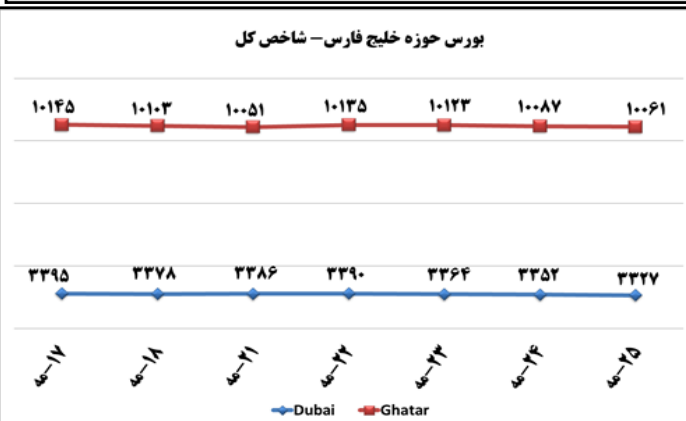 بورس حوزه خلیج فارس– شاخص کل
۱۰۱۴۵ ۱۰۱۰۳ ۱۰۰۵۱ ۱۰۱۳۵ ۱۰۱۲۳ ۱۰۰۸۷ ۱۰۰۶۱
۳۳۹۵ ۳۳۷۸ ۳۳۸۶ ۳۳۹۰ ۳۳۶۴ ۳۳۵۲ ۳۳۲۷
۱۷–مه ۱۸–مه ۲۱–مه ۲۲–مه ۲۳–مه ۲۴–مه ۲۵–مه
Dubai Ghatar